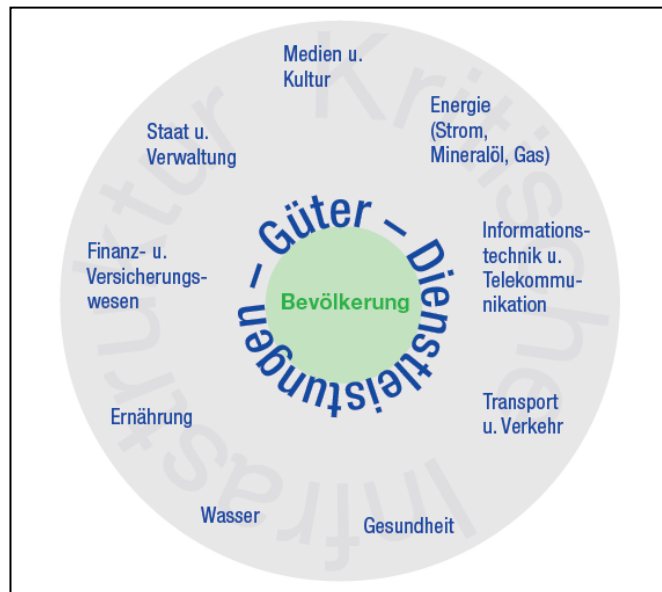 Kritische Infrastruktur
Medien u.
Kultur
Energie
(Strom,
Mineralöl, Gas)
Informations-
technik u.
Telekommu-
nikation
Transport
u. Verkehr
Gesundheit
Wasser
Ernährung
Finanz- u.
Versicherungs-
wesen
Staat u.
Verwaltung
– Güter – Dienstleistungen
Bevölkerung